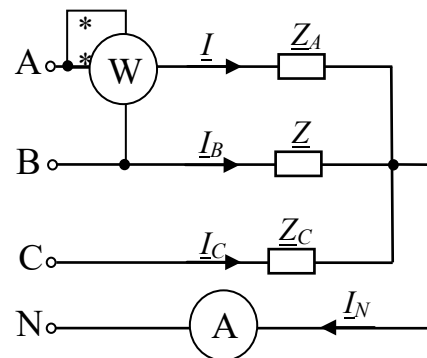 *
A * W I Z_A
B I_B Z
C I_C Z_C
N A I_N